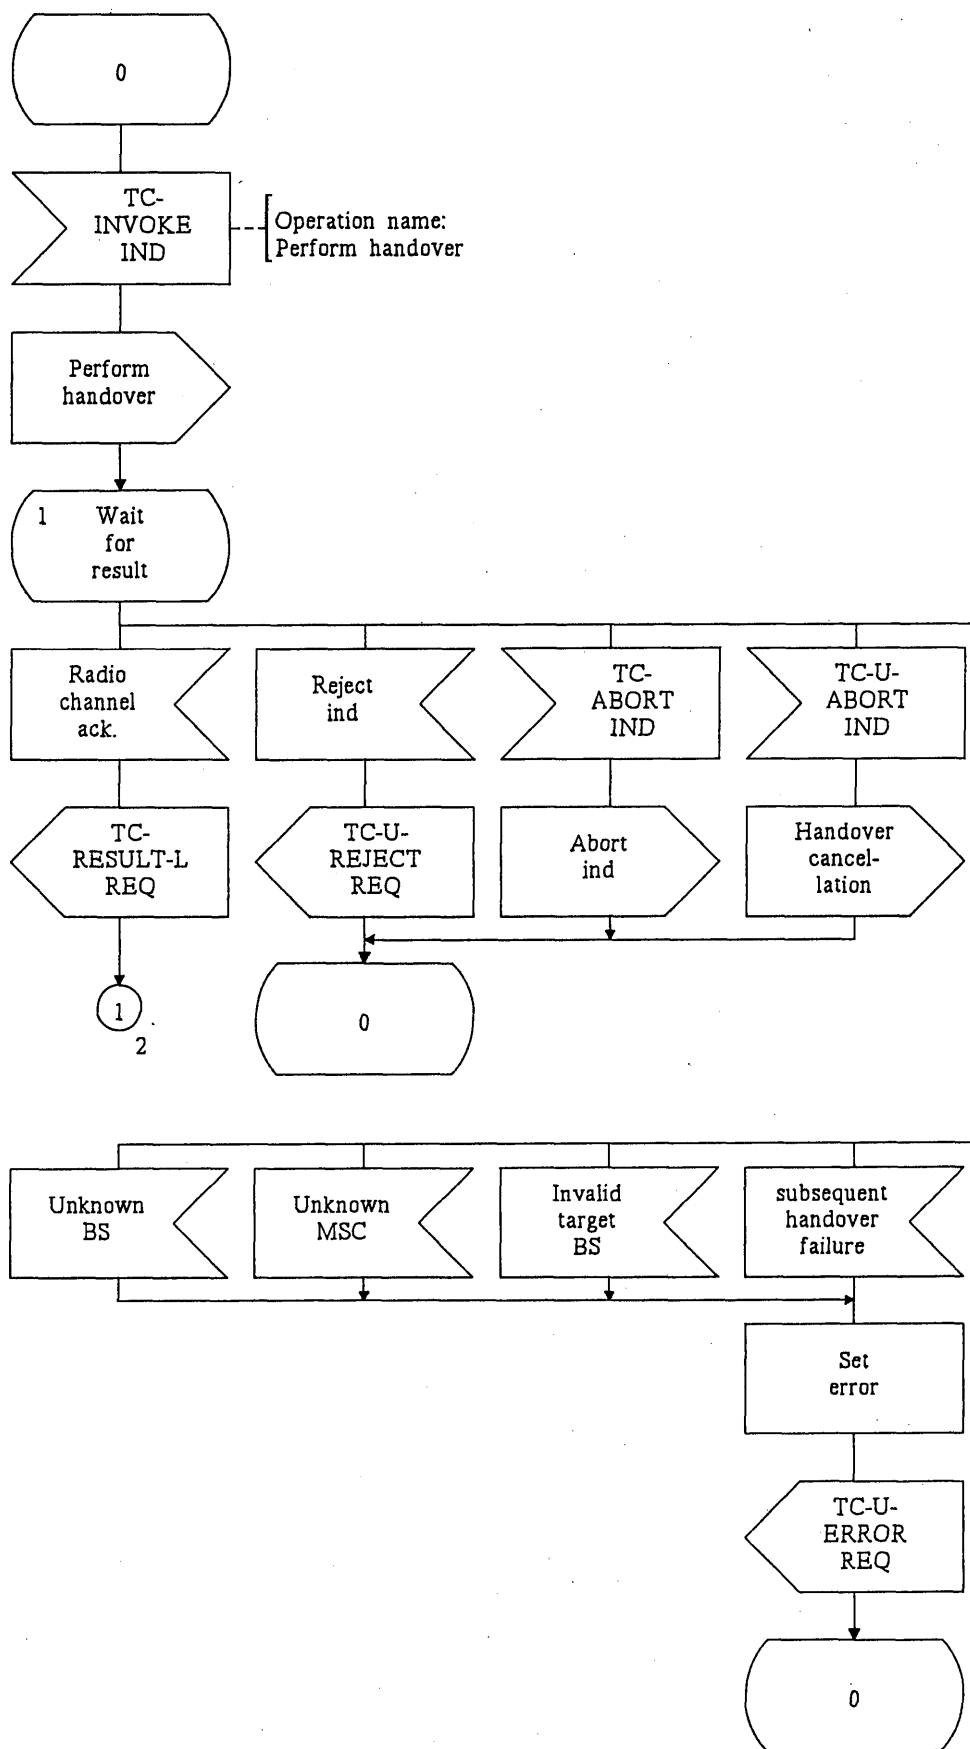 0
TC-
INVOKE
IND
Operation name:
Perform handover
Perform
handover
1 Wait
for
result
Radio
channel
ack.
Reject
ind
TC-
ABORT
IND
TC-U-
ABORT
IND
TC-
RESULT-L
REQ
TC-U-
REJECT
REQ
Abort
ind
Handover
cancel-
lation
1
2
0
Unknown
BS
Unknown
MSC
Invalid
target
BS
subsequent
handover
failure
Set
error
TC-U-
ERROR
REQ
0